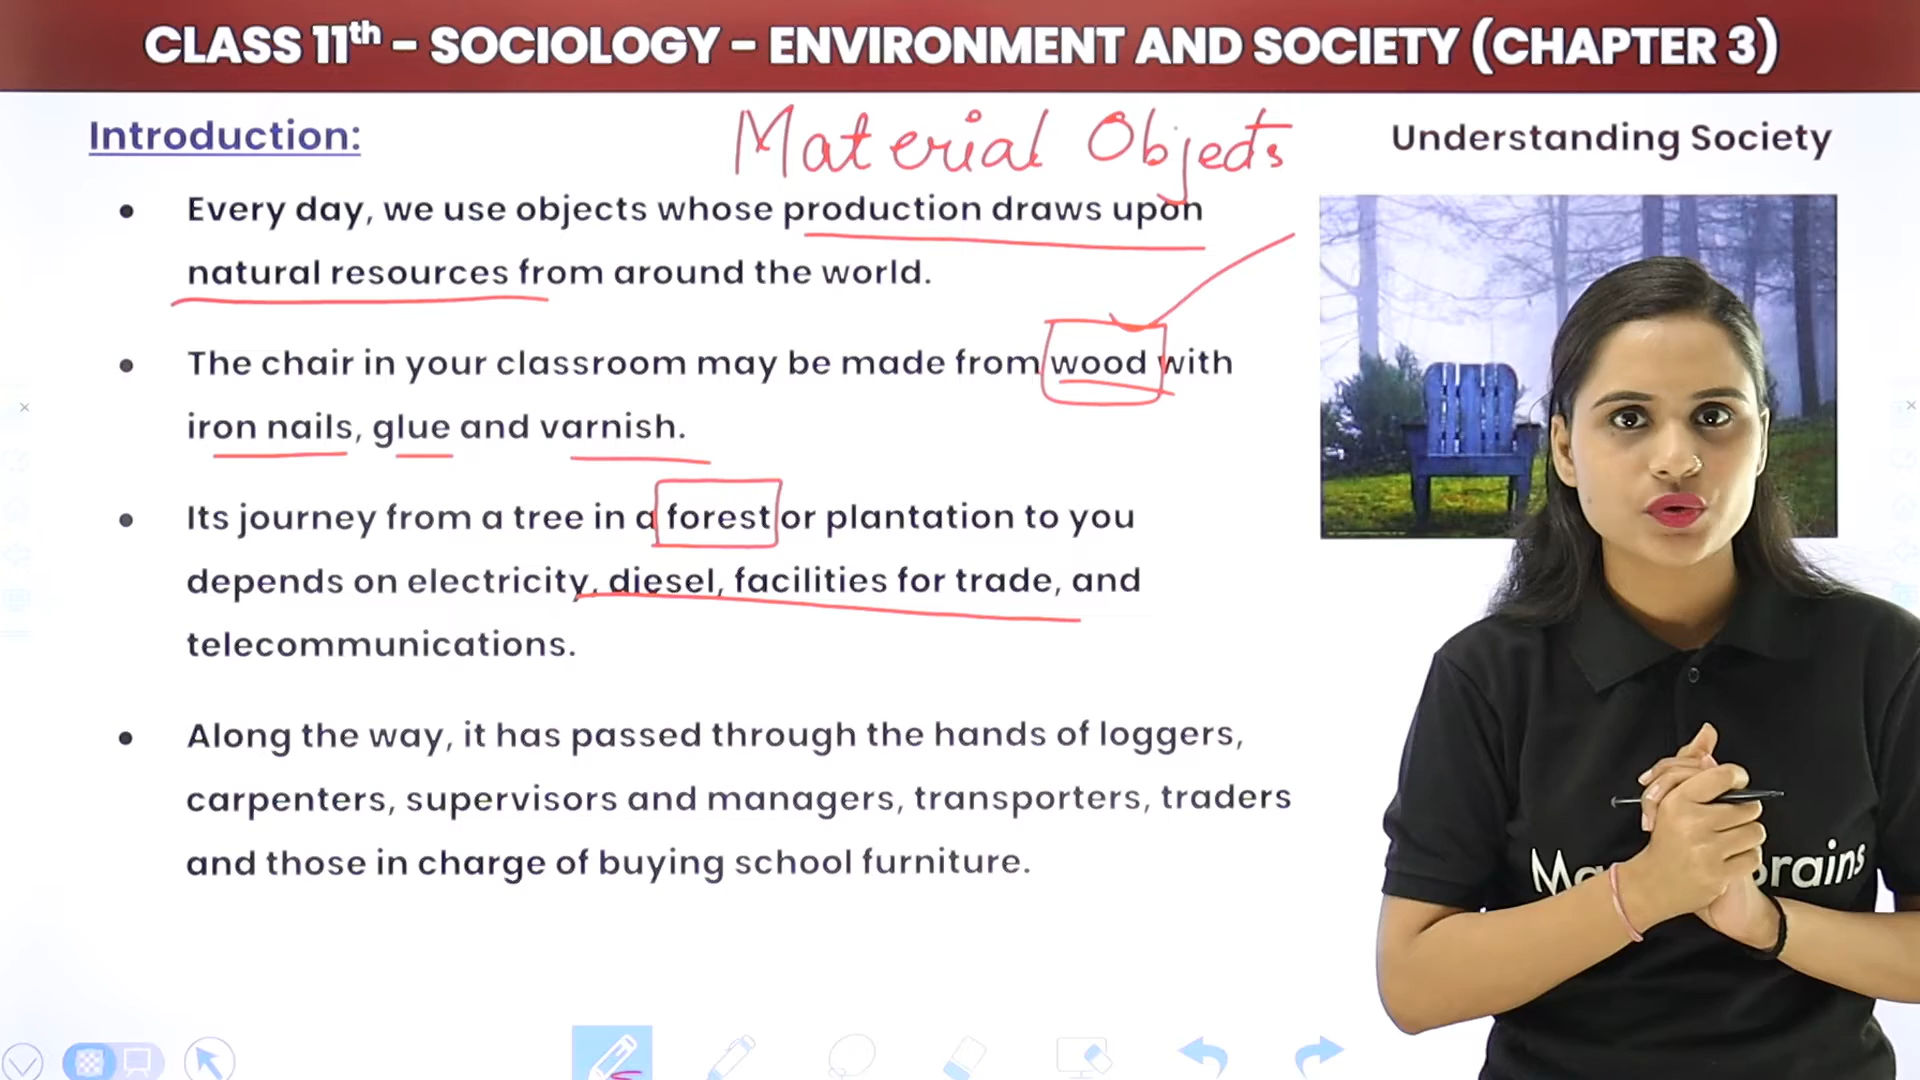 CLASS 11th - SOCIOLOGY - ENVIRONMENT AND SOCIETY (CHAPTER 3)
Introduction:
Material Objects
Understanding Society
• Every day, we use objects whose production draws upon
natural resources from around the world.
• The chair in your classroom may be made from wood with
iron nails, glue and varnish.
• Its journey from a tree in a forest or plantation to you
depends on electricity, diesel, facilities for trade, and
telecommunications.
• Along the way, it has passed through the hands of loggers,
carpenters, supervisors and managers, transporters, traders
and those in charge of buying school furniture.